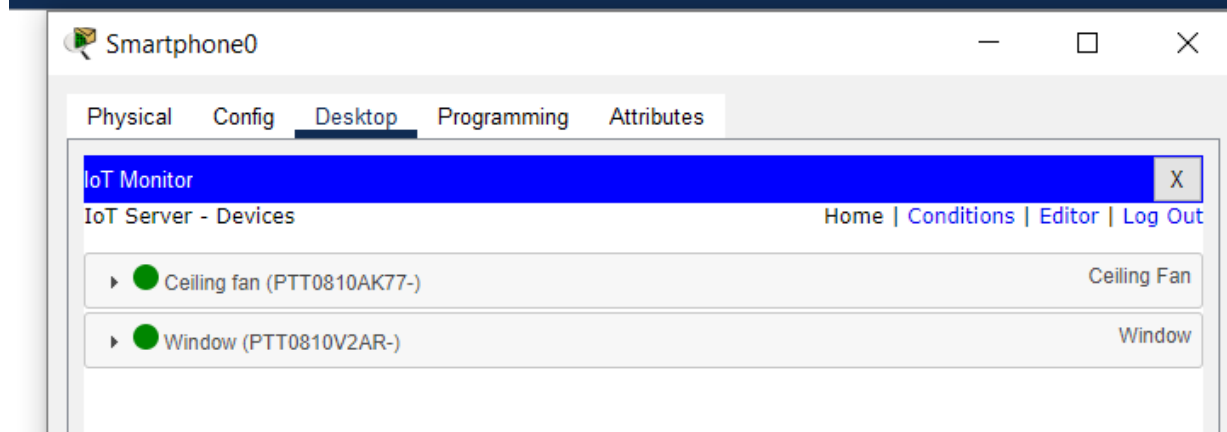 Smartphone0
Physical Config Desktop Programming Attributes
IoT Monitor X
IoT Server - Devices Home | Conditions | Editor | Log Out
Ceiling fan (PTT0810AK77-) Ceiling Fan
Window (PTT0810V2AR-) Window